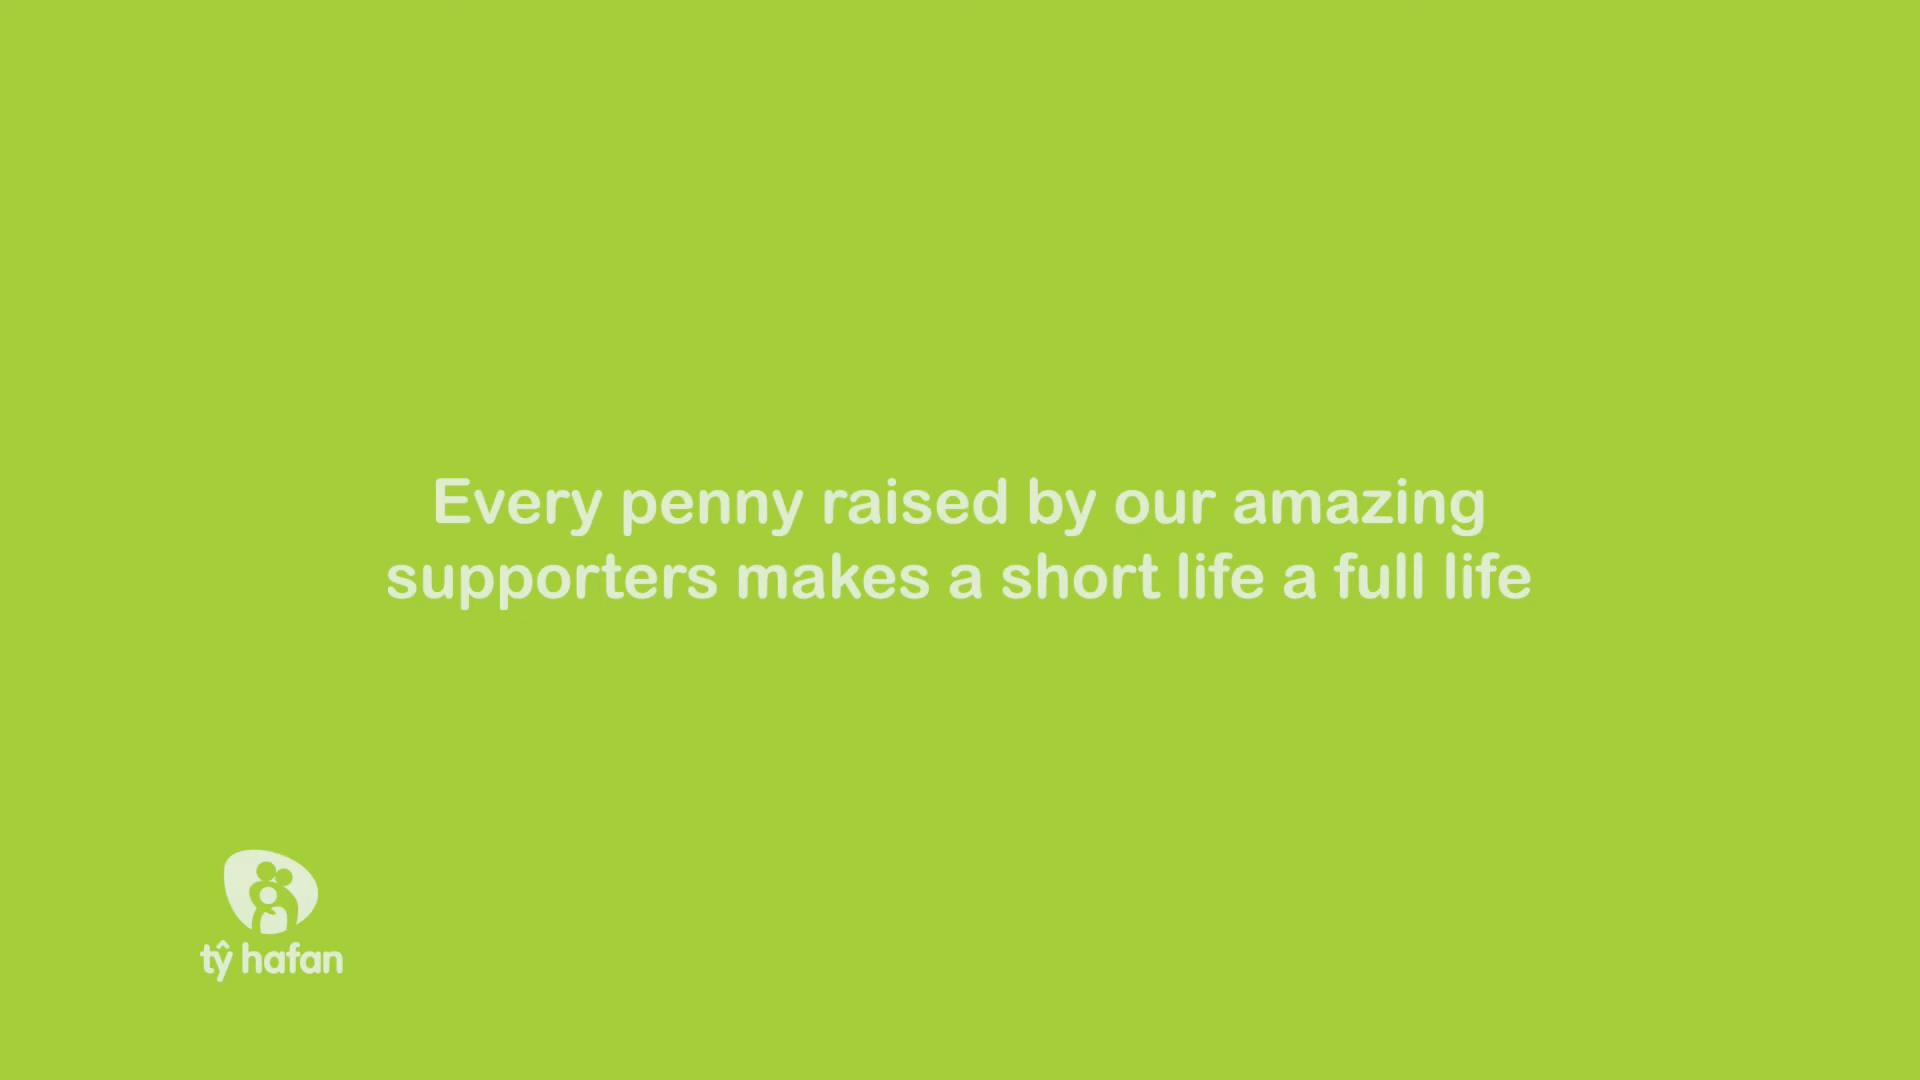 Every penny raised by our amazing
supporters makes a short life a full life
tŷ hafan